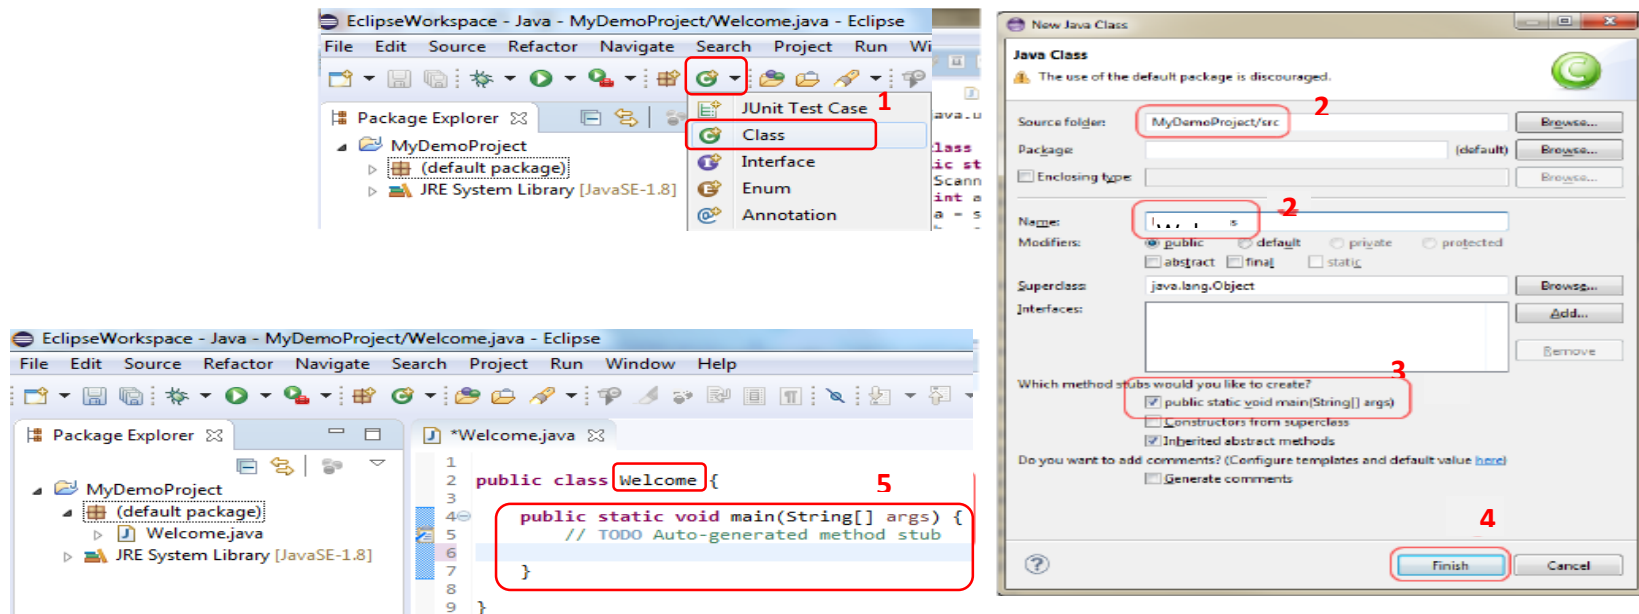 EclipseWorkspace - Java - MyDemoProject/Welcome.java - Eclipse
File Edit Source Refactor Navigate Search Project Run Wi
Package Explorer
MyDemoProject
(default package)
JRE System Library [JavaSE-1.8]
JUnit Test Case
1
Class
Interface
Enum
Annotation
ava.u
lass
ic st
Scann
int a
a = s
New Java Class
Java Class
The use of the default package is discouraged.
2
Source folder: MyDemoProject/src Browse...
Package: (default) Browse...
Enclosing type: Browse...
2
Name:
Modifiers: public default private protected
abstract final static
Superclass: java.lang.Object Browse...
Interfaces: Add...
Remove
3
Which method stubs would you like to create?
public static void main(String[] args)
Constructors from superclass
Inherited abstract methods
Do you want to add comments? (Configure templates and default value here)
Generate comments
4
Finish Cancel
EclipseWorkspace - Java - MyDemoProject/Welcome.java - Eclipse
File Edit Source Refactor Navigate Search Project Run Window Help
Package Explorer
MyDemoProject
(default package)
Welcome.java
JRE System Library [JavaSE-1.8]
*Welcome.java
1
2 public class Welcome {
5
3
4 public static void main(String[] args) {
5 // TODO Auto-generated method stub
6
7 }
8
9 }